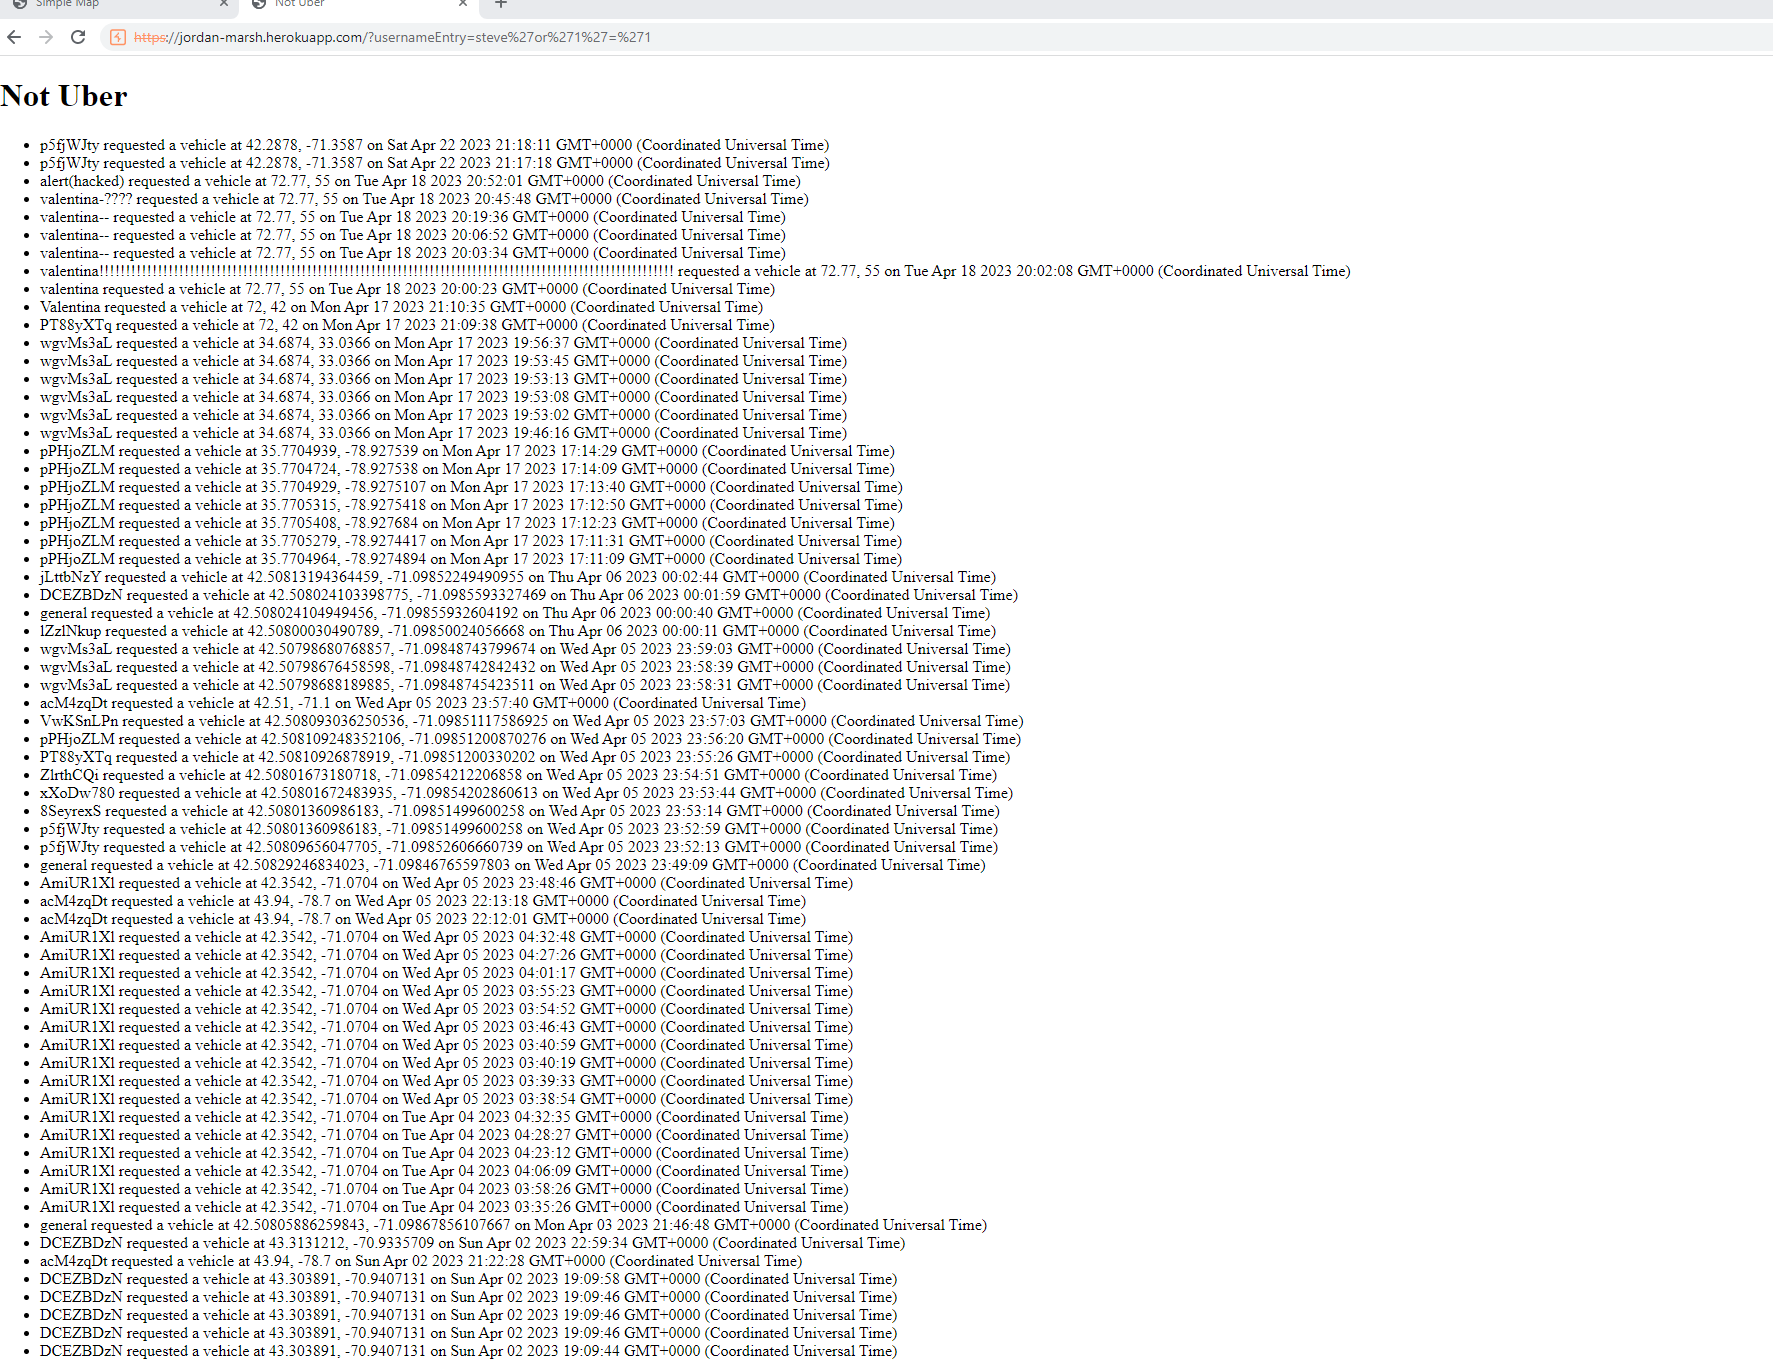 Simple Map
Not Uber
https://jordan-marsh.herokuapp.com/?usernameEntry=steve%27or%271%27=%271
Not Uber
p5fjWJty requested a vehicle at 42.2878, -71.3587 on Sat Apr 22 2023 21:18:11 GMT+0000 (Coordinated Universal Time)
p5fjWJty requested a vehicle at 42.2878, -71.3587 on Sat Apr 22 2023 21:17:18 GMT+0000 (Coordinated Universal Time)
alert(hacked) requested a vehicle at 72.77, 55 on Tue Apr 18 2023 20:52:01 GMT+0000 (Coordinated Universal Time)
valentina-???? requested a vehicle at 72.77, 55 on Tue Apr 18 2023 20:45:48 GMT+0000 (Coordinated Universal Time)
valentina-- requested a vehicle at 72.77, 55 on Tue Apr 18 2023 20:19:36 GMT+0000 (Coordinated Universal Time)
valentina-- requested a vehicle at 72.77, 55 on Tue Apr 18 2023 20:06:52 GMT+0000 (Coordinated Universal Time)
valentina-- requested a vehicle at 72.77, 55 on Tue Apr 18 2023 20:03:34 GMT+0000 (Coordinated Universal Time)
valentina!!!!!!!!!!!!!!!!!!!!!!!!!!!!!!!!!!!!!!!!!!!!!!!!!!!!!!!!!!!!!!!!!!!!!!!!!!!!!!!!!!!!!!!!!!!!!!!!!!!!!!!!!!!!!! requested a vehicle at 72.77, 55 on Tue Apr 18 2023 20:02:08 GMT+0000 (Coordinated Universal Time)
valentina requested a vehicle at 72.77, 55 on Tue Apr 18 2023 20:00:23 GMT+0000 (Coordinated Universal Time)
Valentina requested a vehicle at 72, 42 on Mon Apr 17 2023 21:10:35 GMT+0000 (Coordinated Universal Time)
PT88yXTq requested a vehicle at 72, 42 on Mon Apr 17 2023 21:09:38 GMT+0000 (Coordinated Universal Time)
wgvMs3aL requested a vehicle at 34.6874, 33.0366 on Mon Apr 17 2023 19:56:37 GMT+0000 (Coordinated Universal Time)
wgvMs3aL requested a vehicle at 34.6874, 33.0366 on Mon Apr 17 2023 19:53:45 GMT+0000 (Coordinated Universal Time)
wgvMs3aL requested a vehicle at 34.6874, 33.0366 on Mon Apr 17 2023 19:53:13 GMT+0000 (Coordinated Universal Time)
wgvMs3aL requested a vehicle at 34.6874, 33.0366 on Mon Apr 17 2023 19:53:08 GMT+0000 (Coordinated Universal Time)
wgvMs3aL requested a vehicle at 34.6874, 33.0366 on Mon Apr 17 2023 19:53:02 GMT+0000 (Coordinated Universal Time)
wgvMs3aL requested a vehicle at 34.6874, 33.0366 on Mon Apr 17 2023 19:46:16 GMT+0000 (Coordinated Universal Time)
pPHjoZLM requested a vehicle at 35.7704939, -78.927539 on Mon Apr 17 2023 17:14:29 GMT+0000 (Coordinated Universal Time)
pPHjoZLM requested a vehicle at 35.7704724, -78.927538 on Mon Apr 17 2023 17:14:09 GMT+0000 (Coordinated Universal Time)
pPHjoZLM requested a vehicle at 35.7704929, -78.9275107 on Mon Apr 17 2023 17:13:40 GMT+0000 (Coordinated Universal Time)
pPHjoZLM requested a vehicle at 35.7705315, -78.9275418 on Mon Apr 17 2023 17:12:50 GMT+0000 (Coordinated Universal Time)
pPHjoZLM requested a vehicle at 35.7705408, -78.927684 on Mon Apr 17 2023 17:12:23 GMT+0000 (Coordinated Universal Time)
pPHjoZLM requested a vehicle at 35.7705279, -78.9274417 on Mon Apr 17 2023 17:11:31 GMT+0000 (Coordinated Universal Time)
pPHjoZLM requested a vehicle at 35.7704964, -78.9274894 on Mon Apr 17 2023 17:11:09 GMT+0000 (Coordinated Universal Time)
jLttbNzY requested a vehicle at 42.50813194364459, -71.09852249490955 on Thu Apr 06 2023 00:02:44 GMT+0000 (Coordinated Universal Time)
DCEZBDzN requested a vehicle at 42.508024103398775, -71.0985593327469 on Thu Apr 06 2023 00:01:59 GMT+0000 (Coordinated Universal Time)
general requested a vehicle at 42.508024104949456, -71.09855932604192 on Thu Apr 06 2023 00:00:40 GMT+0000 (Coordinated Universal Time)
lZzlNkup requested a vehicle at 42.50800030490789, -71.09850024056668 on Thu Apr 06 2023 00:00:11 GMT+0000 (Coordinated Universal Time)
wgvMs3aL requested a vehicle at 42.50798680768857, -71.09848743799674 on Wed Apr 05 2023 23:59:03 GMT+0000 (Coordinated Universal Time)
wgvMs3aL requested a vehicle at 42.50798676458598, -71.09848742842432 on Wed Apr 05 2023 23:58:39 GMT+0000 (Coordinated Universal Time)
wgvMs3aL requested a vehicle at 42.50798688189885, -71.09848745423511 on Wed Apr 05 2023 23:58:31 GMT+0000 (Coordinated Universal Time)
acM4zqDt requested a vehicle at 42.51, -71.1 on Wed Apr 05 2023 23:57:40 GMT+0000 (Coordinated Universal Time)
VwKSnLPn requested a vehicle at 42.508093036250536, -71.09851117586925 on Wed Apr 05 2023 23:57:03 GMT+0000 (Coordinated Universal Time)
pPHjoZLM requested a vehicle at 42.508109248352106, -71.09851200870276 on Wed Apr 05 2023 23:56:20 GMT+0000 (Coordinated Universal Time)
PT88yXTq requested a vehicle at 42.50810926878919, -71.09851200330202 on Wed Apr 05 2023 23:55:26 GMT+0000 (Coordinated Universal Time)
ZlrthCQi requested a vehicle at 42.50801673180718, -71.09854212206858 on Wed Apr 05 2023 23:54:51 GMT+0000 (Coordinated Universal Time)
xXoDw780 requested a vehicle at 42.50801672483935, -71.09854202860613 on Wed Apr 05 2023 23:53:44 GMT+0000 (Coordinated Universal Time)
8SeyrexS requested a vehicle at 42.50801360986183, -71.09851499600258 on Wed Apr 05 2023 23:53:14 GMT+0000 (Coordinated Universal Time)
p5fjWJty requested a vehicle at 42.50801360986183, -71.09851499600258 on Wed Apr 05 2023 23:52:59 GMT+0000 (Coordinated Universal Time)
p5fjWJty requested a vehicle at 42.50809656047705, -71.09852606660739 on Wed Apr 05 2023 23:52:13 GMT+0000 (Coordinated Universal Time)
general requested a vehicle at 42.50829246834023, -71.09846765597803 on Wed Apr 05 2023 23:49:09 GMT+0000 (Coordinated Universal Time)
AmiUR1Xl requested a vehicle at 42.3542, -71.0704 on Wed Apr 05 2023 23:48:46 GMT+0000 (Coordinated Universal Time)
acM4zqDt requested a vehicle at 43.94, -78.7 on Wed Apr 05 2023 22:13:18 GMT+0000 (Coordinated Universal Time)
acM4zqDt requested a vehicle at 43.94, -78.7 on Wed Apr 05 2023 22:12:01 GMT+0000 (Coordinated Universal Time)
AmiUR1Xl requested a vehicle at 42.3542, -71.0704 on Wed Apr 05 2023 04:32:48 GMT+0000 (Coordinated Universal Time)
AmiUR1Xl requested a vehicle at 42.3542, -71.0704 on Wed Apr 05 2023 04:27:26 GMT+0000 (Coordinated Universal Time)
AmiUR1Xl requested a vehicle at 42.3542, -71.0704 on Wed Apr 05 2023 04:01:17 GMT+0000 (Coordinated Universal Time)
AmiUR1Xl requested a vehicle at 42.3542, -71.0704 on Wed Apr 05 2023 03:55:23 GMT+0000 (Coordinated Universal Time)
AmiUR1Xl requested a vehicle at 42.3542, -71.0704 on Wed Apr 05 2023 03:54:52 GMT+0000 (Coordinated Universal Time)
AmiUR1Xl requested a vehicle at 42.3542, -71.0704 on Wed Apr 05 2023 03:46:43 GMT+0000 (Coordinated Universal Time)
AmiUR1Xl requested a vehicle at 42.3542, -71.0704 on Wed Apr 05 2023 03:40:59 GMT+0000 (Coordinated Universal Time)
AmiUR1Xl requested a vehicle at 42.3542, -71.0704 on Wed Apr 05 2023 03:40:19 GMT+0000 (Coordinated Universal Time)
AmiUR1Xl requested a vehicle at 42.3542, -71.0704 on Wed Apr 05 2023 03:39:33 GMT+0000 (Coordinated Universal Time)
AmiUR1Xl requested a vehicle at 42.3542, -71.0704 on Wed Apr 05 2023 03:38:54 GMT+0000 (Coordinated Universal Time)
AmiUR1Xl requested a vehicle at 42.3542, -71.0704 on Tue Apr 04 2023 04:32:35 GMT+0000 (Coordinated Universal Time)
AmiUR1Xl requested a vehicle at 42.3542, -71.0704 on Tue Apr 04 2023 04:28:27 GMT+0000 (Coordinated Universal Time)
AmiUR1Xl requested a vehicle at 42.3542, -71.0704 on Tue Apr 04 2023 04:23:12 GMT+0000 (Coordinated Universal Time)
AmiUR1Xl requested a vehicle at 42.3542, -71.0704 on Tue Apr 04 2023 04:06:09 GMT+0000 (Coordinated Universal Time)
AmiUR1Xl requested a vehicle at 42.3542, -71.0704 on Tue Apr 04 2023 03:58:26 GMT+0000 (Coordinated Universal Time)
AmiUR1Xl requested a vehicle at 42.3542, -71.0704 on Tue Apr 04 2023 03:35:26 GMT+0000 (Coordinated Universal Time)
general requested a vehicle at 42.50805886259843, -71.09867856107667 on Mon Apr 03 2023 21:46:48 GMT+0000 (Coordinated Universal Time)
DCEZBDzN requested a vehicle at 43.3131212, -70.9335709 on Sun Apr 02 2023 22:59:34 GMT+0000 (Coordinated Universal Time)
acM4zqDt requested a vehicle at 43.94, -78.7 on Sun Apr 02 2023 21:22:28 GMT+0000 (Coordinated Universal Time)
DCEZBDzN requested a vehicle at 43.303891, -70.9407131 on Sun Apr 02 2023 19:09:58 GMT+0000 (Coordinated Universal Time)
DCEZBDzN requested a vehicle at 43.303891, -70.9407131 on Sun Apr 02 2023 19:09:46 GMT+0000 (Coordinated Universal Time)
DCEZBDzN requested a vehicle at 43.303891, -70.9407131 on Sun Apr 02 2023 19:09:46 GMT+0000 (Coordinated Universal Time)
DCEZBDzN requested a vehicle at 43.303891, -70.9407131 on Sun Apr 02 2023 19:09:46 GMT+0000 (Coordinated Universal Time)
DCEZBDzN requested a vehicle at 43.303891, -70.9407131 on Sun Apr 02 2023 19:09:44 GMT+0000 (Coordinated Universal Time)